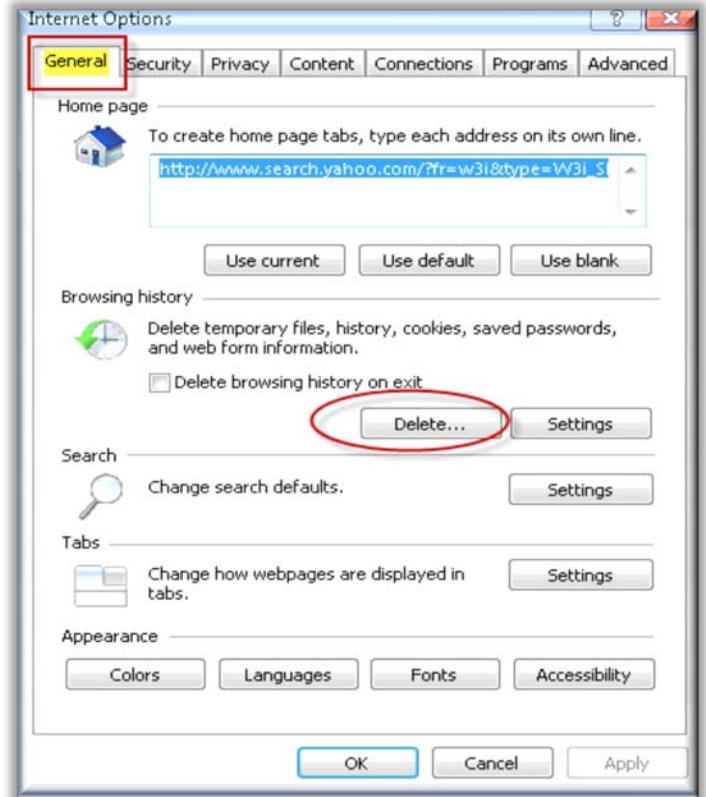 Internet Options
General Security Privacy Content Connections Programs Advanced
Home page
To create home page tabs, type each address on its own line.
http://www.search.yahoo.com/?fr=w3i&type=W3i_S
Use current Use default Use blank
Browsing history
Delete temporary files, history, cookies, saved passwords,
and web form information.
Delete browsing history on exit
Delete... Settings
Search
Change search defaults. Settings
Tabs
Change how webpages are displayed in
tabs.
Settings
Appearance
Colors Languages Fonts Accessibility
OK Cancel Apply